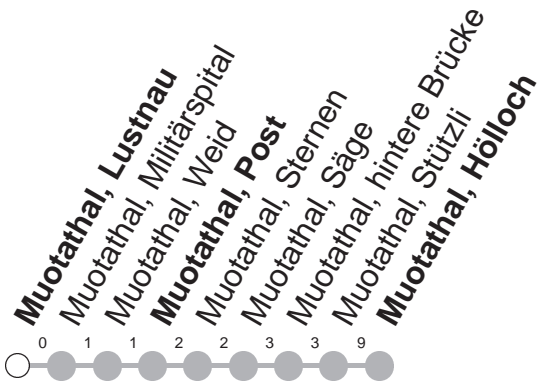 Muotathal, Lustnau
Muotathal, Militärspital
Muotathal, Weid
Muotathal, Post
Muotathal, Sternen
Muotathal, Säge
Muotathal, hintere Brücke
Muotathal, Stützli
Muotathal, Hölloch
0 1 1 2 2 3 3 9